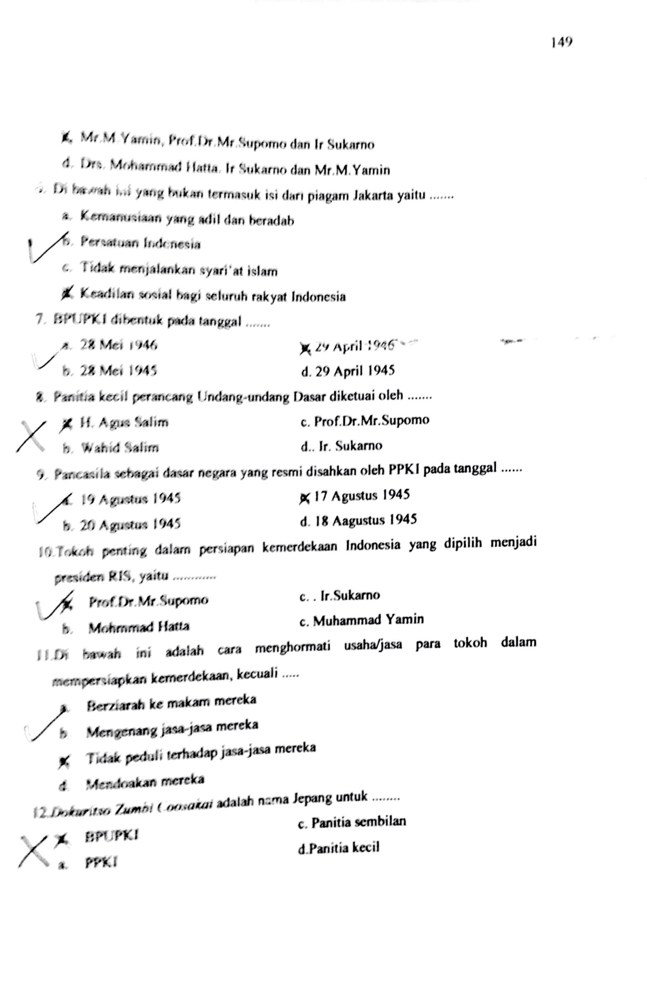 149
Mr.M.Yamin, Prof.Dr.Mr.Supomo dan Ir Sukarno
d. Drs. Mohammad Hatta. Ir Sukarno dan Mr.M.Yamin
Di bawah ini yang bukan termasuk isi dari piagam Jakarta yaitu .......
a. Kemanusiaan yang adil dan beradab
b. Persatuan Indonesia
c. Tidak menjalankan syari'at islam
Keadilan sosial bagi seluruh rakyat Indonesia
7. BPUPKI dibentuk pada tanggal .......
a. 28 Mei 1946 29 April 1946
b. 28 Mei 1945 d. 29 April 1945
8. Panitia kecil perancang Undang-undang Dasar diketuai oleh .......
H. Agus Salim c. Prof.Dr.Mr.Supomo
b. Wahid Salim d.. Ir. Sukarno
9. Pancasila sebagai dasar negara yang resmi disahkan oleh PPKI pada tanggal ......
a. 19 Agustus 1945 17 Agustus 1945
b. 20 Agustus 1945 d. 18 Aagustus 1945
10.Tokoh penting dalam persiapan kemerdekaan Indonesia yang dipilih menjadi
presiden RIS, yaitu ............
Prof.Dr.Mr.Supomo c. . Ir.Sukarno
b. Mohmmad Hatta c. Muhammad Yamin
11.Di bawah ini adalah cara menghormati usaha/jasa para tokoh dalam
mempersiapkan kemerdekaan, kecuali .....
a. Berziarah ke makam mereka
b Mengenang jasa-jasa mereka
Tidak peduli terhadap jasa-jasa mereka
d. Mendoakan mereka
12.Dokuritso Zumbi Coosakai adalah nama Jepang untuk ........
BPUPKI c. Panitia sembilan
a. PPKI d.Panitia kecil